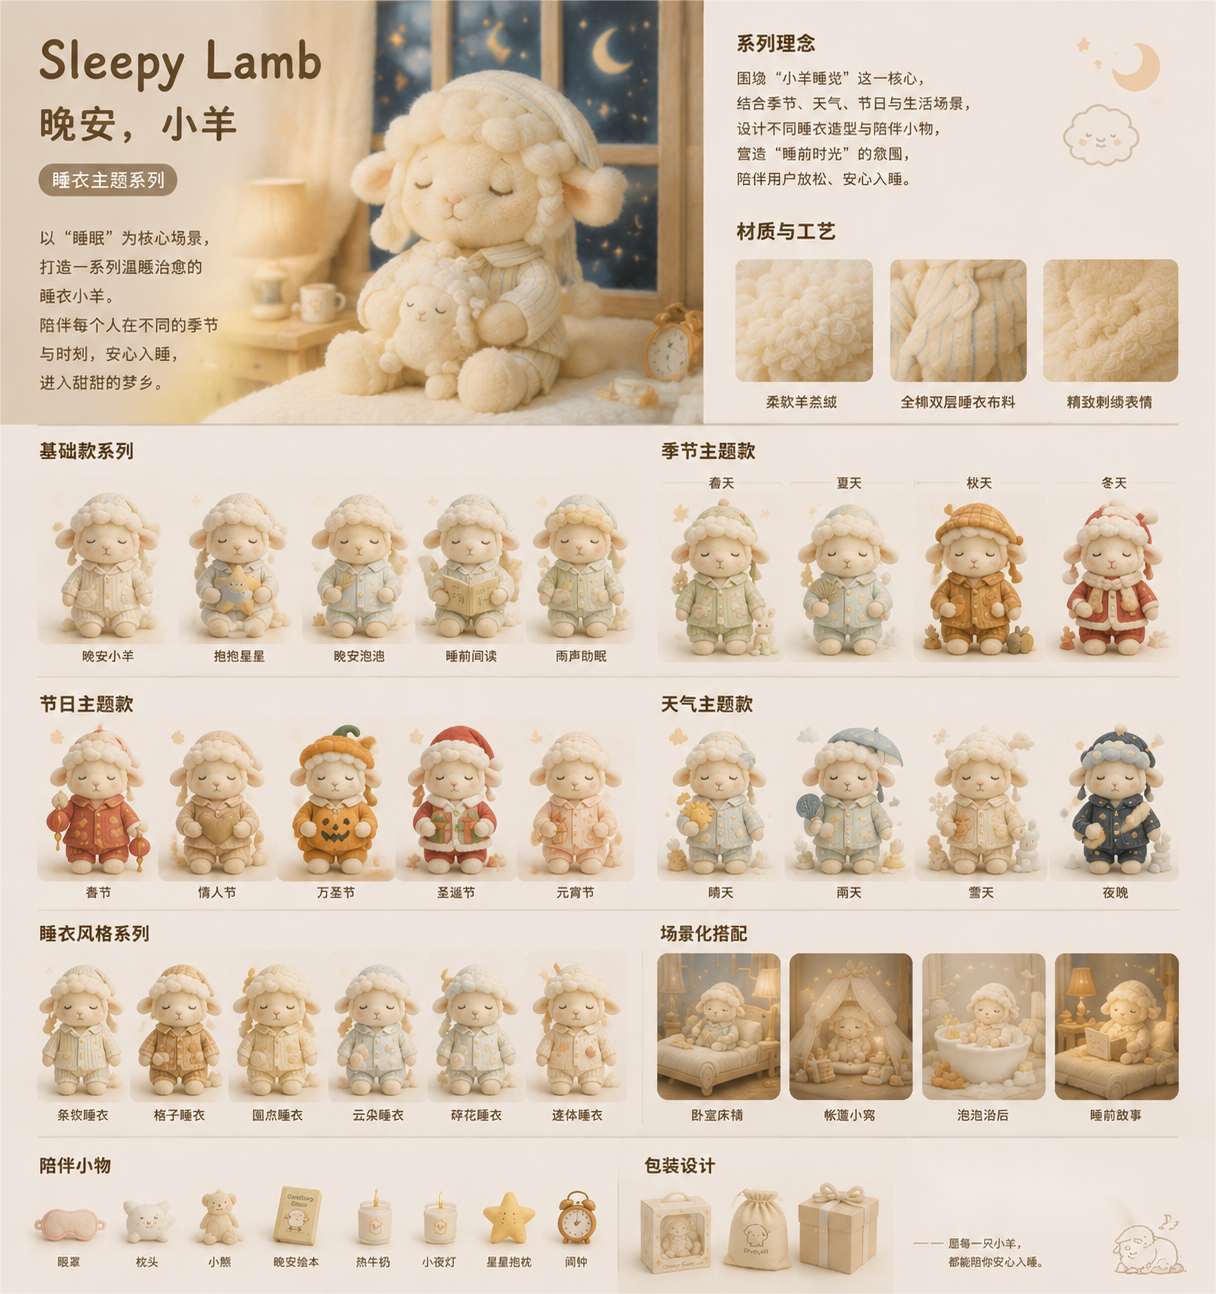 Sleepy Lamb
晚安，小羊
睡衣主题系列
以“睡眠”为核心场景，
打造一系列温暖治愈的
睡衣小羊。
陪伴每个人在不同的季节
与时刻，安心入睡，
进入甜甜的梦乡。
系列理念
围绕“小羊睡觉”这一核心，
结合季节、天气、节日与生活场景，
设计不同睡衣造型与陪伴小物，
营造“睡前时光”的氛围，
陪伴用户放松、安心入睡。
材质与工艺
柔软羊羔绒
全棉双层睡衣布料
精致刺绣表情
基础款系列
晚安小羊
抱抱星星
晚安泡泡
睡前间读
雨声助眠
季节主题款
春天
夏天
秋天
冬天
节日主题款
春节
情人节
万圣节
圣诞节
元宵节
天气主题款
晴天
雨天
雪天
夜晚
睡衣风格系列
条纹睡衣
格子睡衣
圆点睡衣
云朵睡衣
碎花睡衣
连体睡衣
场景化搭配
卧室床
帐篷小窝
泡泡浴后
睡前故事
陪伴小物
眼罩
枕头
小熊
晚安绘本
热牛奶
小夜灯
星星抱枕
闹钟
包装设计
愿每一只小羊，
都能陪你安心入睡。